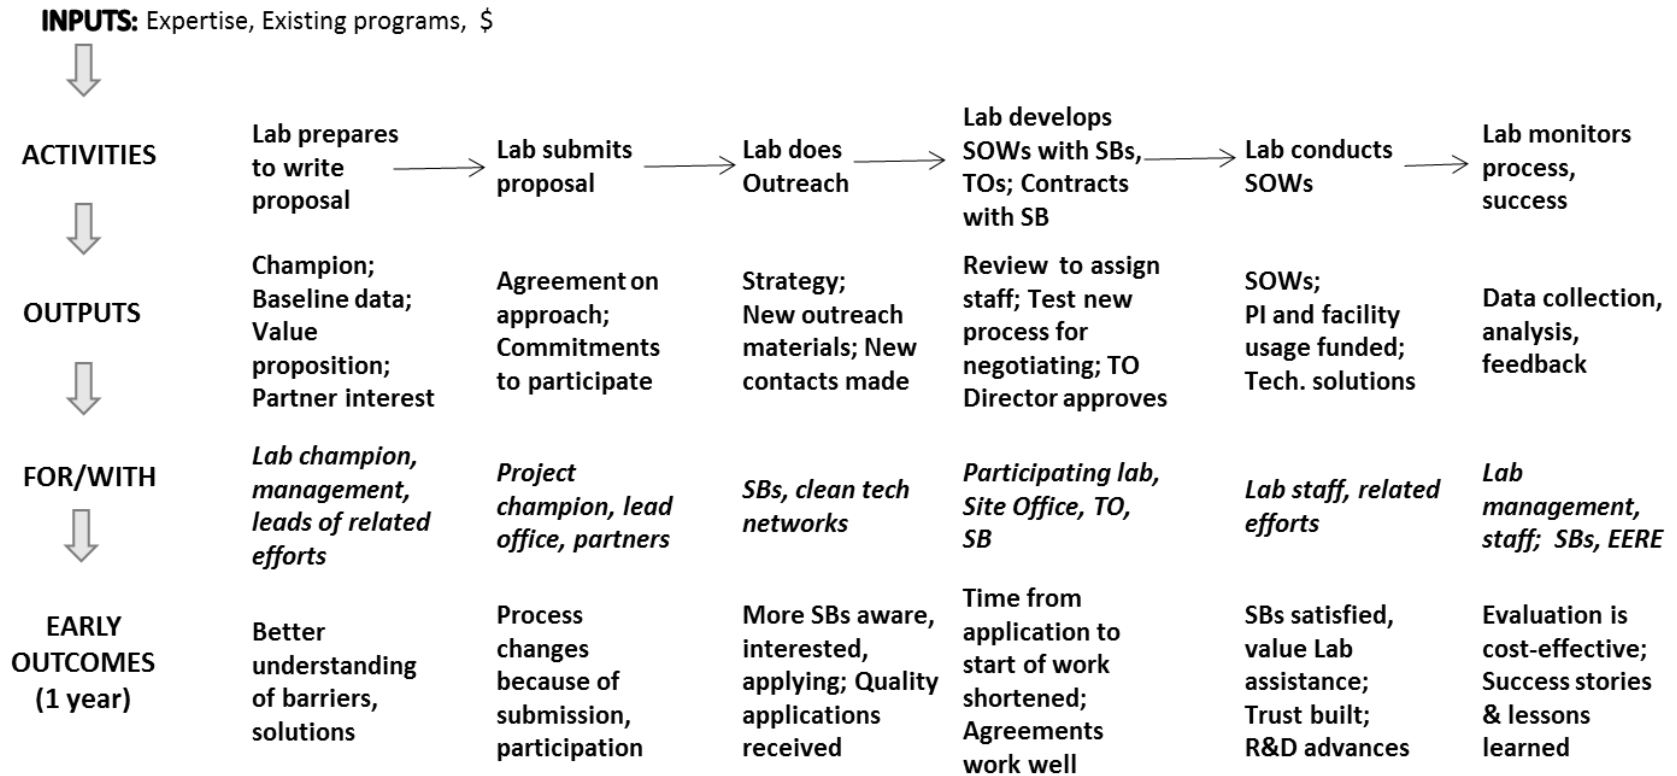 INPUTS: Expertise, Existing programs, $
ACTIVITIES
Lab prepares
to write
proposal
Lab submits
proposal
Lab does
Outreach
Lab develops
SOWs with SBs,
TOs; Contracts
with SB
Lab conducts
SOWs
Lab monitors
process,
success
OUTPUTS
Champion;
Baseline data;
Value
proposition;
Partner interest
Agreement on
approach;
Commitments
to participate
Strategy;
New outreach
materials; New
contacts made
Review to assign
staff; Test new
process for
negotiating; TO
Director approves
SOWs;
PI and facility
usage funded;
Tech. solutions
Data collection,
analysis,
feedback
FOR/WITH
Lab champion,
management,
leads of related
efforts
Project
champion, lead
office, partners
SBs, clean tech
networks
Participating lab,
Site Office, TO,
SB
Lab staff, related
efforts
Lab
management,
staff; SBs, EERE
EARLY
OUTCOMES
(1 year)
Better
understanding
of barriers,
solutions
Process
changes
because of
submission,
participation
More SBs aware,
interested,
applying; Quality
applications
received
Time from
application to
start of work
shortened;
Agreements
work well
SBs satisfied,
value Lab
assistance;
Trust built;
R&D advances
Evaluation is
cost-effective;
Success stories
& lessons
learned